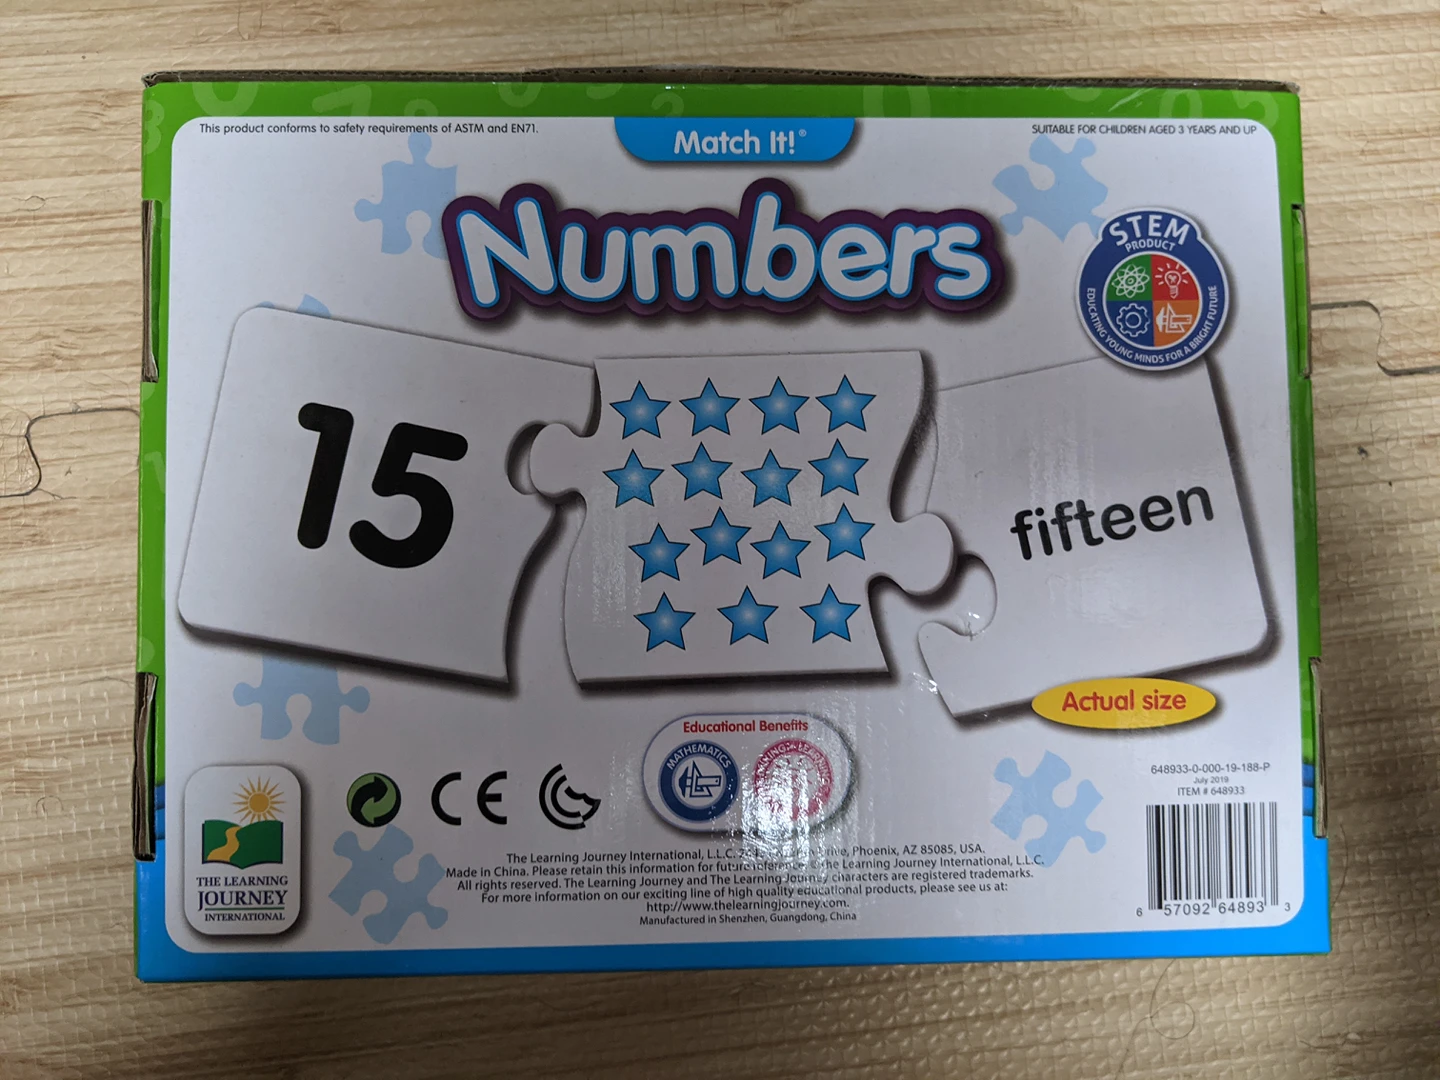 This product conforms to safety requirements of ASTM and EN71.
Match It!®
SUITABLE FOR CHILDREN AGED 3 YEARS AND UP
Numbers
STEM
PRODUCT
EDUCATING YOUNG MINDS FOR A BRIGHT FUTURE
15
fifteen
Actual size
Educational Benefits
MATHEMATICS
CE
648933-0-000-19-188-P
July 2019
ITEM # 648933
THE LEARNING
JOURNEY
INTERNATIONAL
The Learning Journey International, L.L.C. Phoenix, AZ 85085, USA.
Made in China. Please retain this information for future reference. The Learning Journey International, L.L.C.
All rights reserved. The Learning Journey and The Learning Journey characters are registered trademarks.
For more information on our exciting line of high quality educational products, please see us at:
http://www.thelearningjourney.com.
Manufactured in Shenzhen, Guangdong, China
6 57092 64893 3